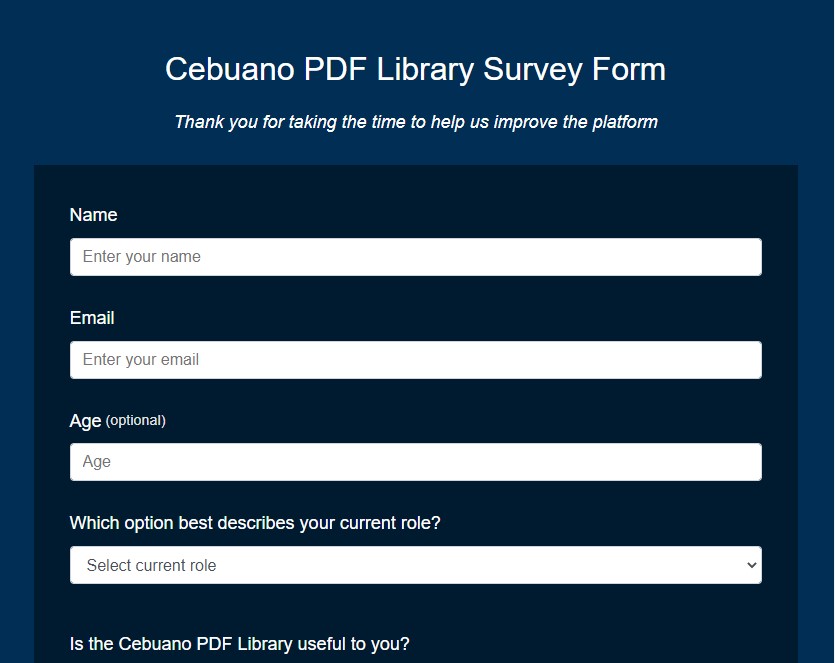 Cebuano PDF Library Survey Form
Thank you for taking the time to help us improve the platform
Name
Enter your name
Email
Enter your email
Age (optional)
Age
Which option best describes your current role?
Select current role
Is the Cebuano PDF Library useful to you?